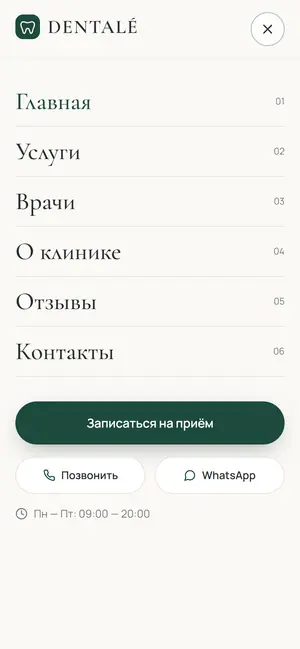 DENTALÉ
Главная 01
Услуги 02
Врачи 03
О клинике 04
Отзывы 05
Контакты 06
Записаться на приём
Позвонить WhatsApp
Пн — Пт: 09:00 — 20:00